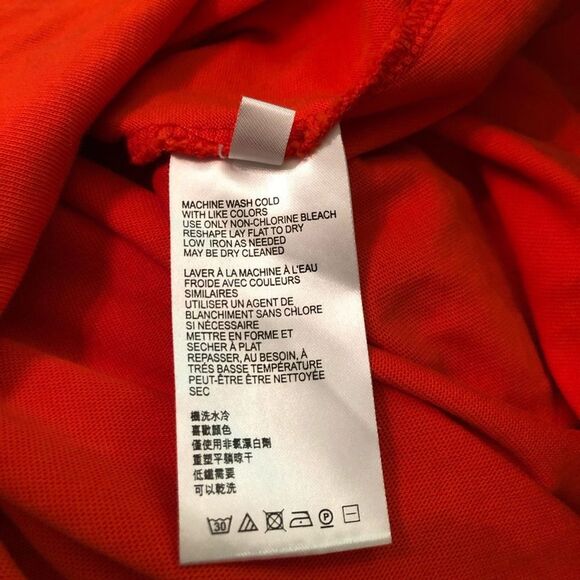 MACHINE WASH COLD
WITH LIKE COLORS
USE ONLY NON-CHLORINE BLEACH
RESHAPE LAY FLAT TO DRY
LOW IRON AS NEEDED
MAY BE DRY CLEANED
LAVER À LA MACHINE À L'EAU
FROIDE AVEC COULEURS
SIMILAIRES
UTILISER UN AGENT DE
BLANCHIMENT SANS CHLORE
SI NÉCESSAIRE
METTRE EN FORME ET
SECHER À PLAT
REPASSER, AU BESOIN, À
TRÈS BASSE TEMPÉRATURE
PEUT-ÊTRE ÊTRE NETTOYÉE
SEC
機洗水冷
喜歡顏色
僅使用非氯漂白劑
重塑平躺晾干
低鐵需要
可以乾洗
30 P